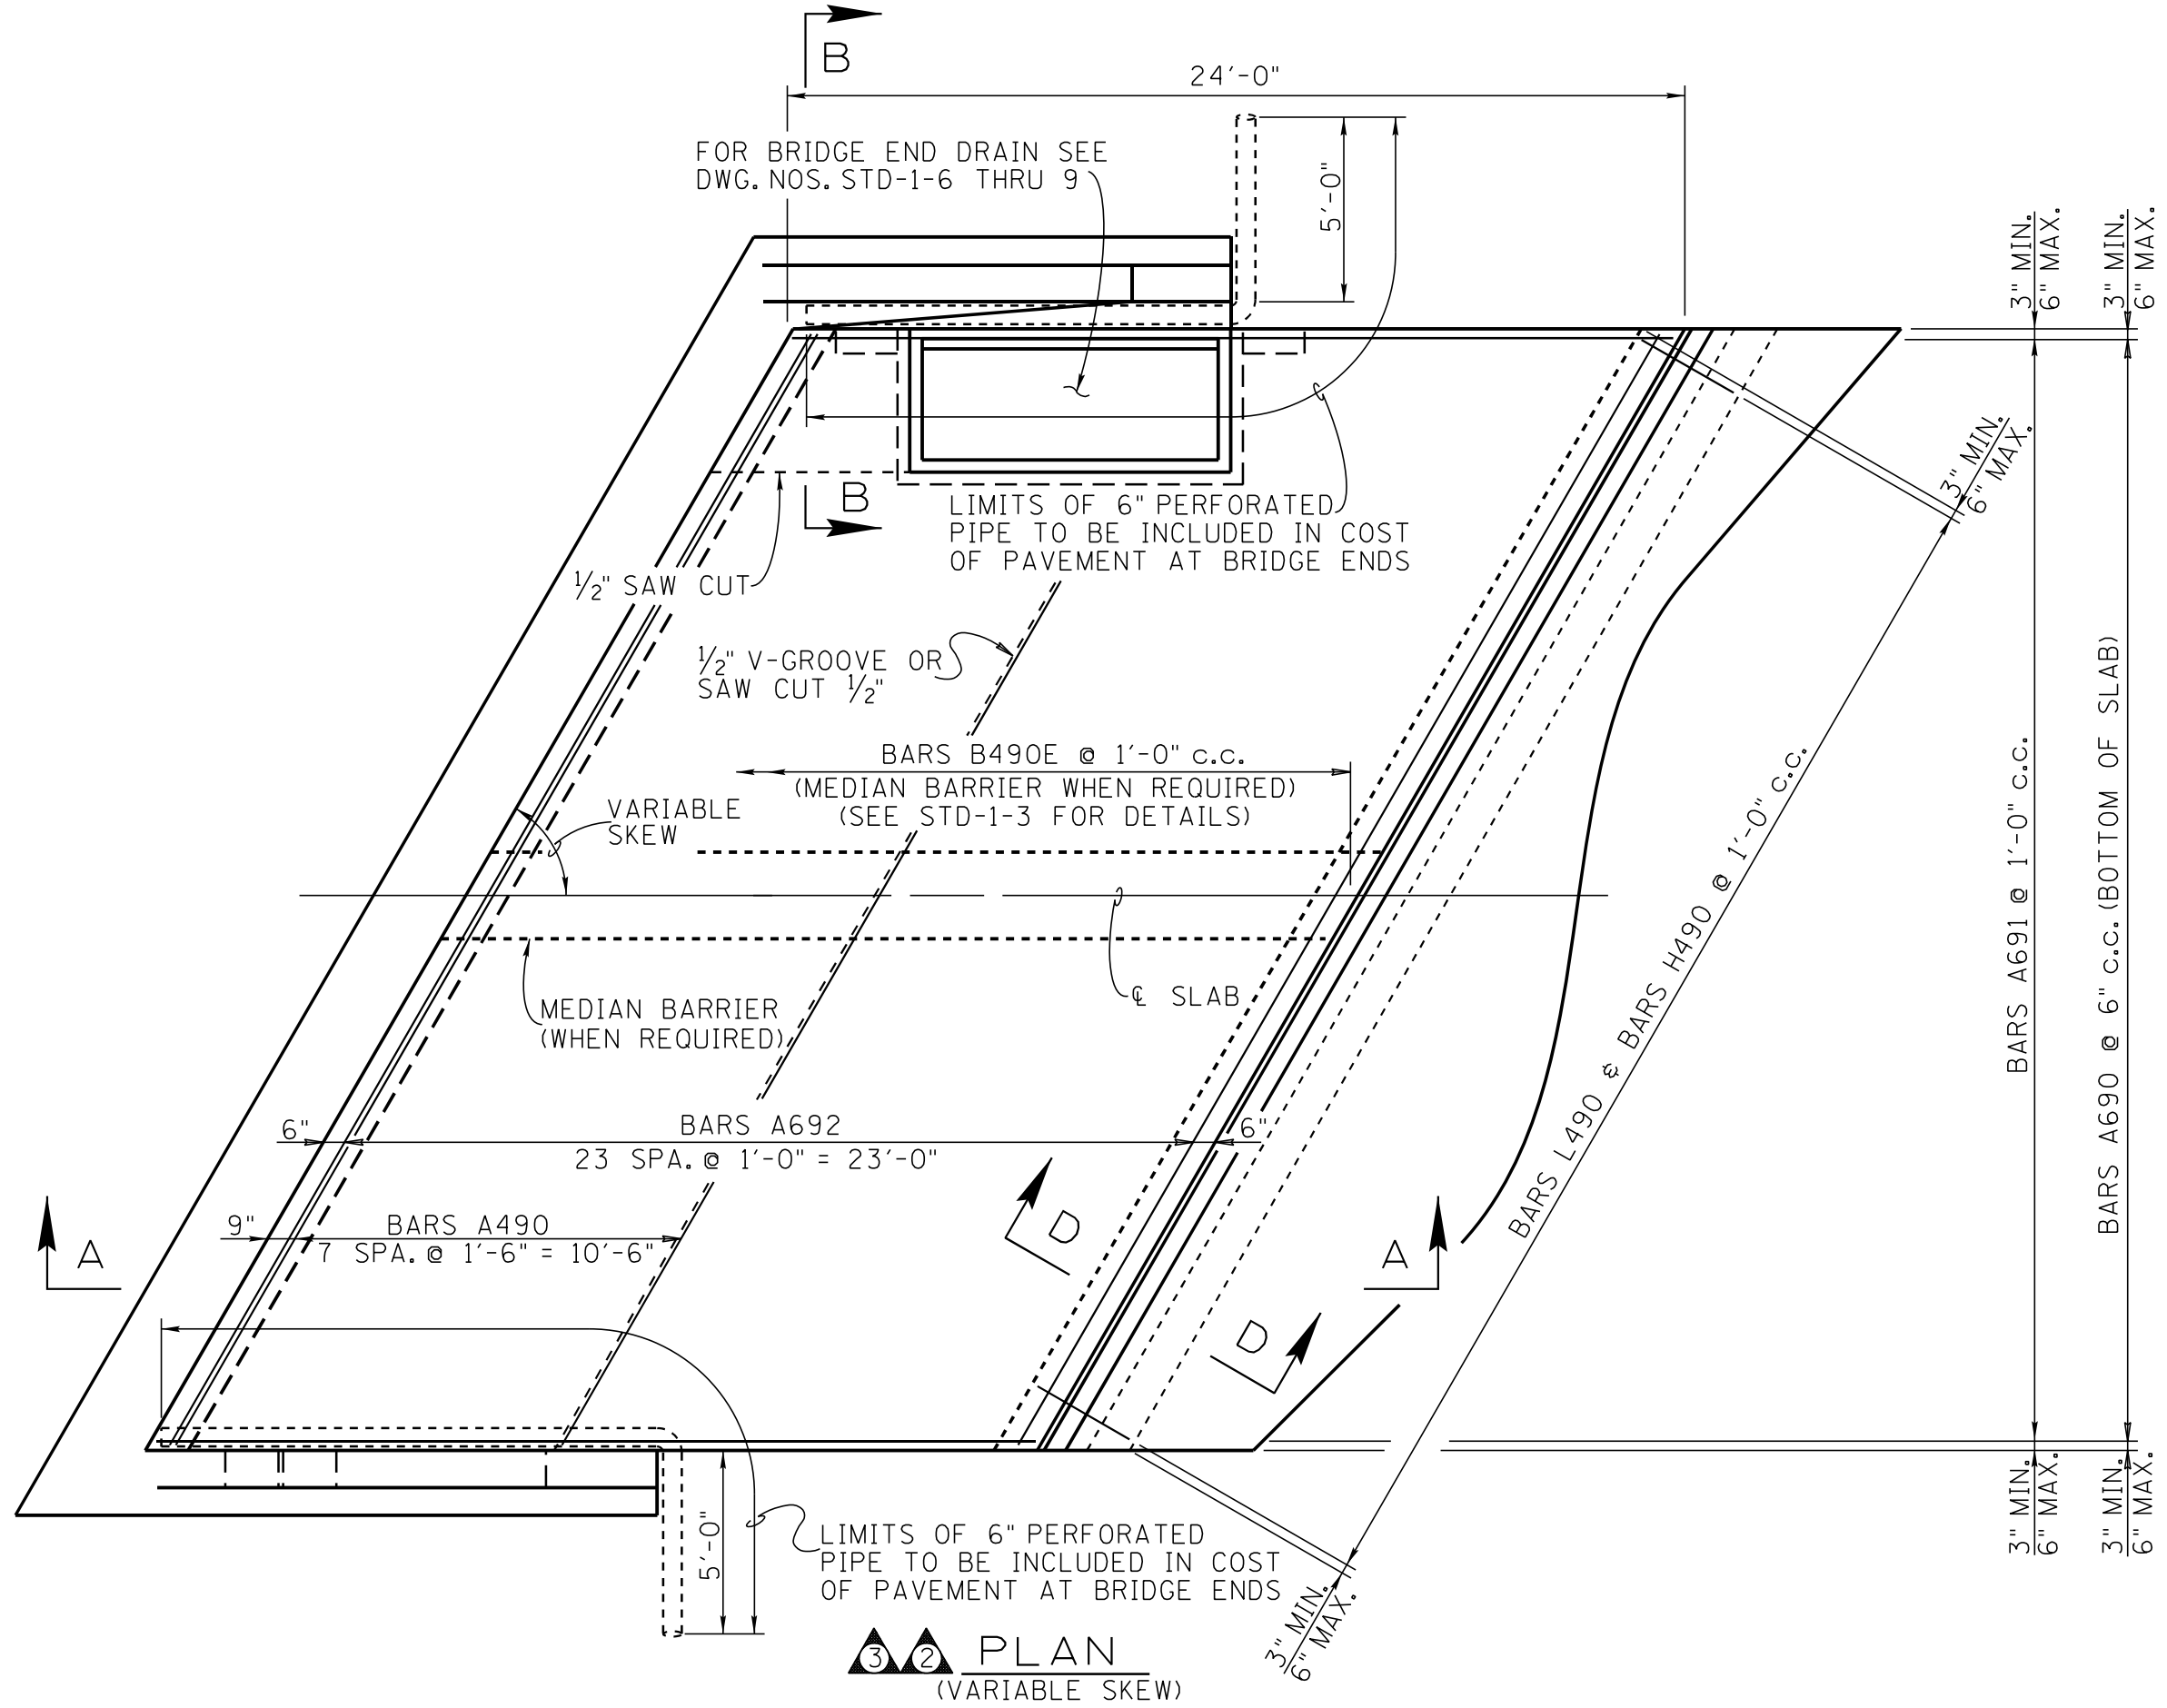 B
24'-0"
FOR BRIDGE END DRAIN SEE
DWG. NOS. STD-1-6 THRU 9
5'-0"
3" MIN.
6" MAX.
3" MIN.
6" MAX.
3" MIN.
6" MAX.
B
LIMITS OF 6" PERFORATED
PIPE TO BE INCLUDED IN COST
OF PAVEMENT AT BRIDGE ENDS
½" SAW CUT
½" V-GROOVE OR
SAW CUT ½"
BARS B490E @ 1'-0" c.c.
(MEDIAN BARRIER WHEN REQUIRED)
(SEE STD-1-3 FOR DETAILS)
VARIABLE
SKEW
BARS L490 & BARS H490 @ 1'-0" c.c.
BARS A691 @ 1'-0" c.c.
BARS A690 @ 6" c.c. (BOTTOM OF SLAB)
℄ SLAB
MEDIAN BARRIER
(WHEN REQUIRED)
6"
BARS A692
6"
23 SPA. @ 1'-0" = 23'-0"
9"
BARS A490
7 SPA. @ 1'-6" = 10'-6"
D
A
A
D
5'-0"
LIMITS OF 6" PERFORATED
PIPE TO BE INCLUDED IN COST
OF PAVEMENT AT BRIDGE ENDS
3" MIN.
6" MAX.
3" MIN.
6" MAX.
3" MIN.
6" MAX.
3 2 PLAN
(VARIABLE SKEW)